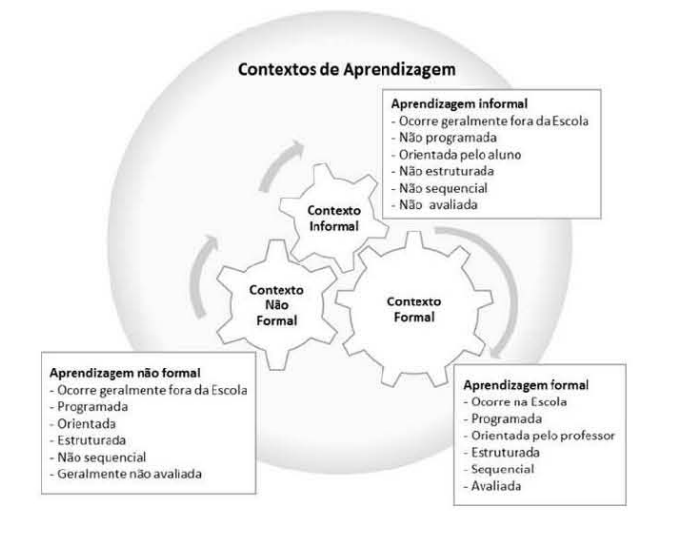 Contextos de Aprendizagem
Aprendizagem informal
- Ocorre geralmente fora da Escola
- Não programada
- Orientada pelo aluno
- Não estruturada
- Não sequencial
- Não avaliada
Contexto
Informal
Contexto
Não
Formal
Contexto
Formal
Aprendizagem não formal
- Ocorre geralmente fora da Escola
- Programada
- Orientada
- Estruturada
- Não sequencial
- Geralmente não avaliada
Aprendizagem formal
- Ocorre na Escola
- Programada
- Orientada pelo professor
- Estruturada
- Sequencial
- Avaliada